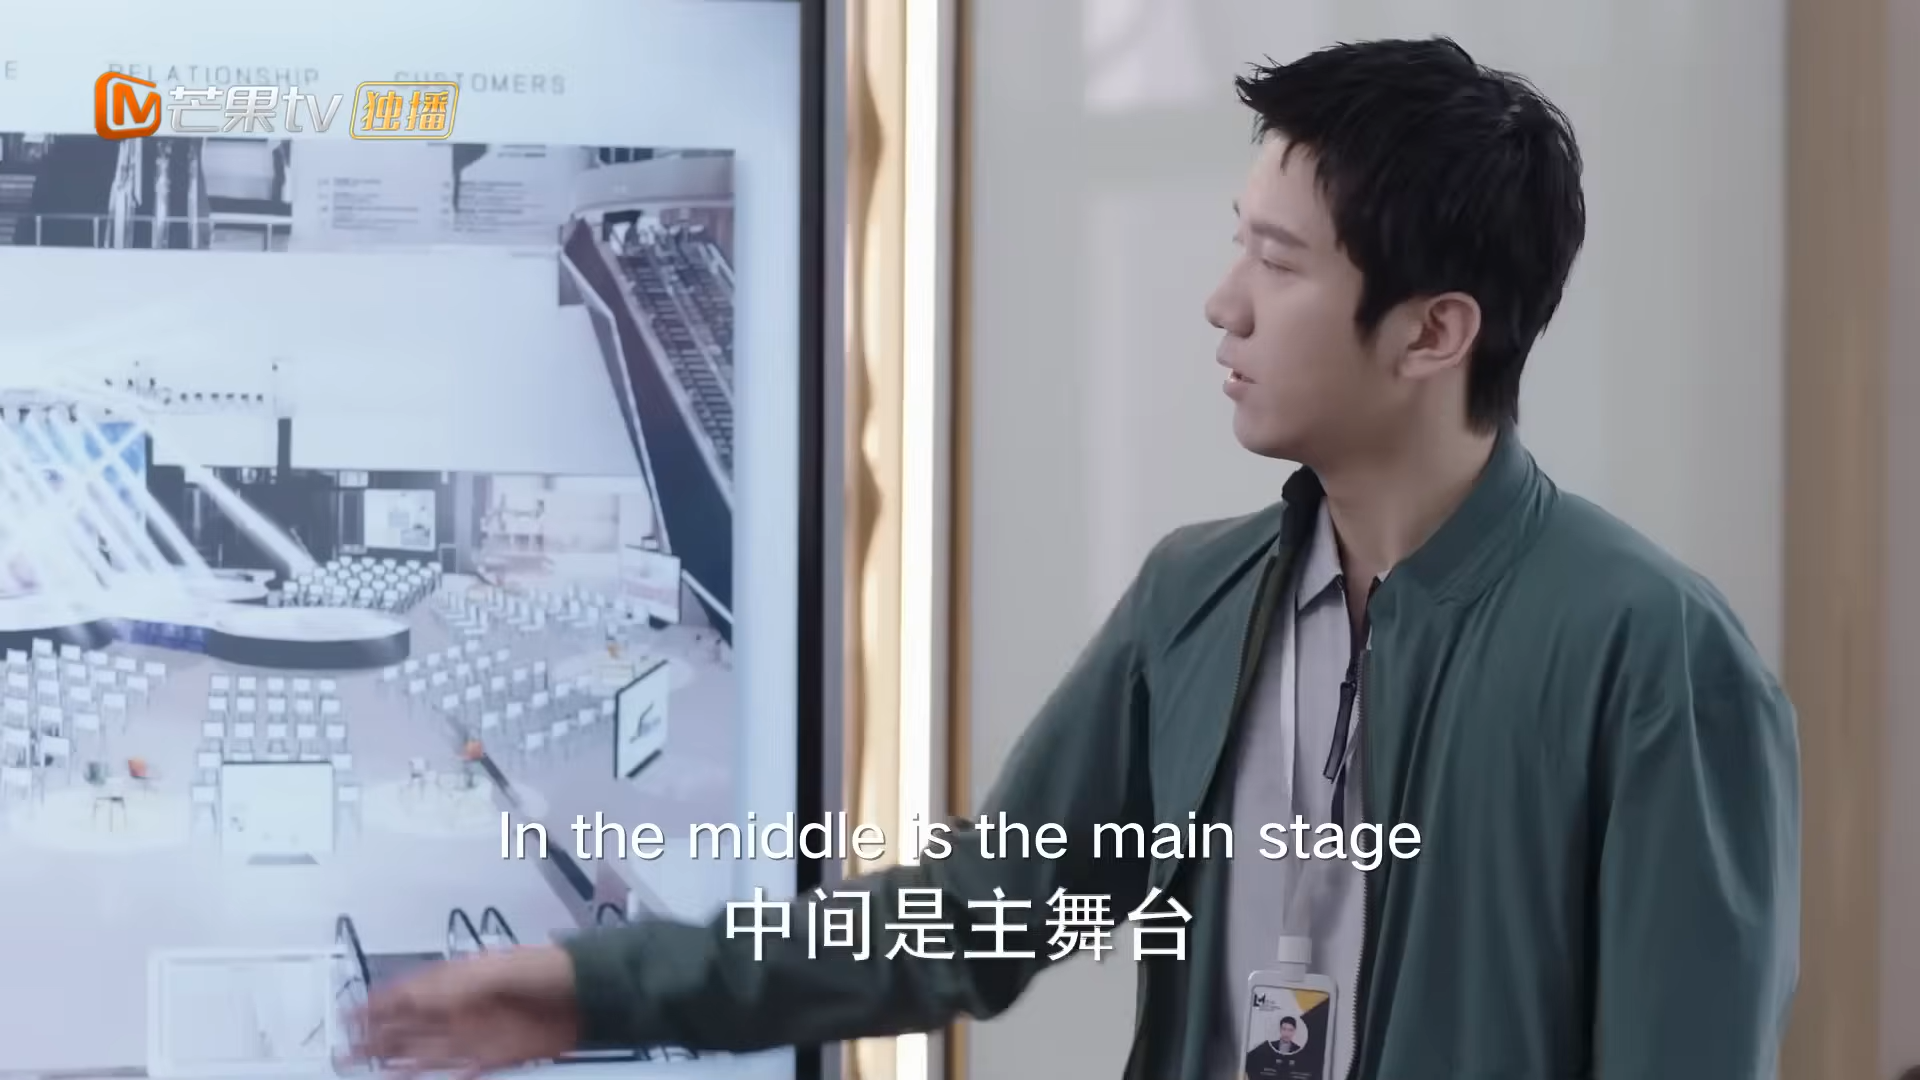 E RELATIONSHIP CUSTOMERS
芒果tv 独播
In the middle is the main stage
中间是主舞台